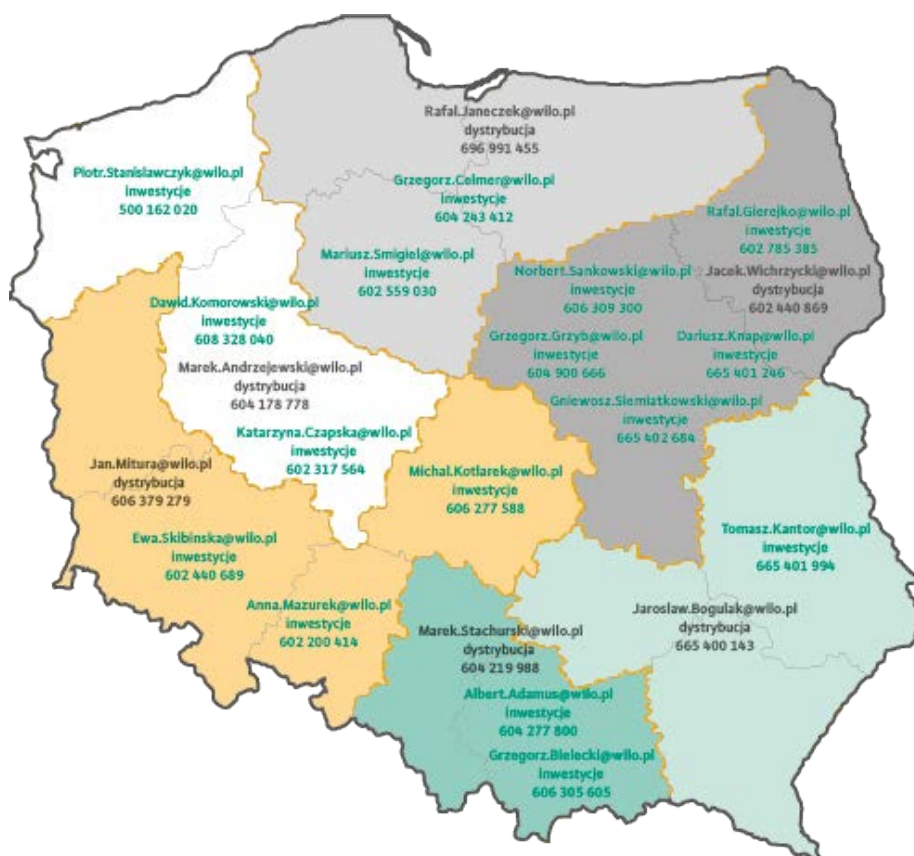 Rafal.Janeczek@wilo.pl
dystrybucja
696 991 455
Piotr.Stanislawczyk@wilo.pl
inwestycje
500 162 020
Grzegorz.Celmer@wilo.pl
inwestycje
604 243 412
Rafal.Gierejko@wilo.pl
inwestycje
602 785 385
Mariusz.Smigiel@wilo.pl
inwestycje
602 559 030
Norbert.Sankowski@wilo.pl
inwestycje
606 309 300
Jacek.Wichrzycki@wilo.pl
dystrybucja
602 440 869
Dawid.Komorowski@wilo.pl
inwestycje
608 328 040
Grzegorz.Grzyb@wilo.pl
inwestycje
604 900 666
Dariusz.Knap@wilo.pl
inwestycje
665 401 246
Marek.Andrzejewski@wilo.pl
dystrybucja
604 178 778
Gniewosz.Siemiatkowski@wilo.pl
inwestycje
665 402 684
Katarzyna.Czapska@wilo.pl
inwestycje
602 317 564
Jan.Mitura@wilo.pl
dystrybucja
606 379 279
Michal.Kotlarek@wilo.pl
inwestycje
606 277 588
Ewa.Skibinska@wilo.pl
inwestycje
602 440 689
Tomasz.Kantor@wilo.pl
inwestycje
665 401 994
Anna.Mazurek@wilo.pl
inwestycje
602 200 414
Jaroslaw.Bogulak@wilo.pl
dystrybucja
665 400 143
Marek.Stachurski@wilo.pl
dystrybucja
604 219 988
Albert.Adamus@wilo.pl
inwestycje
604 277 800
Grzegorz.Bielecki@wilo.pl
inwestycje
606 305 605